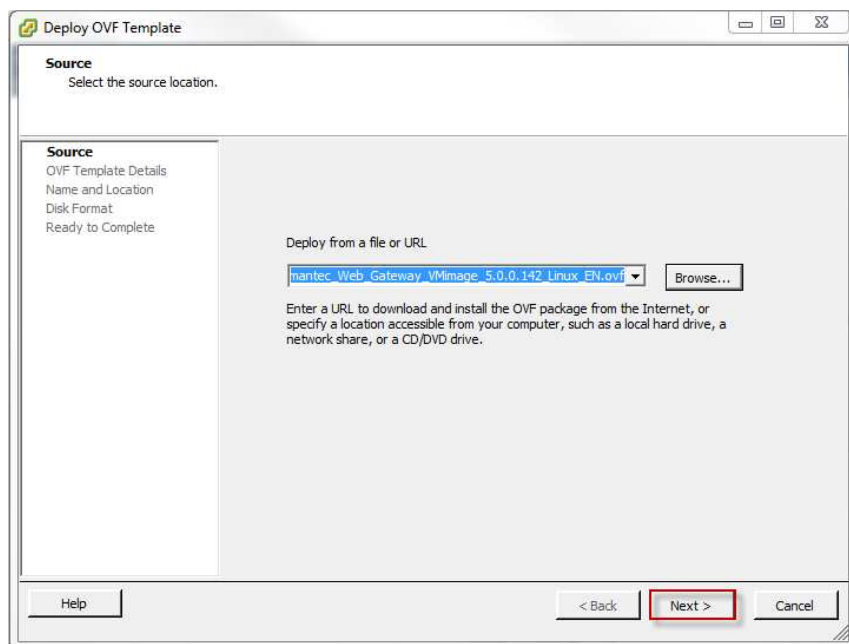 Deploy OVF Template
Source
Select the source location.
Source
OVF Template Details
Name and Location
Disk Format
Ready to Complete
Deploy from a file or URL
mantec_Web_Gateway_VMimage_5.0.0.142_Linux_EN.ovf
Browse...
Enter a URL to download and install the OVF package from the Internet, or
specify a location accessible from your computer, such as a local hard drive, a
network share, or a CD/DVD drive.
Help
< Back
Next >
Cancel